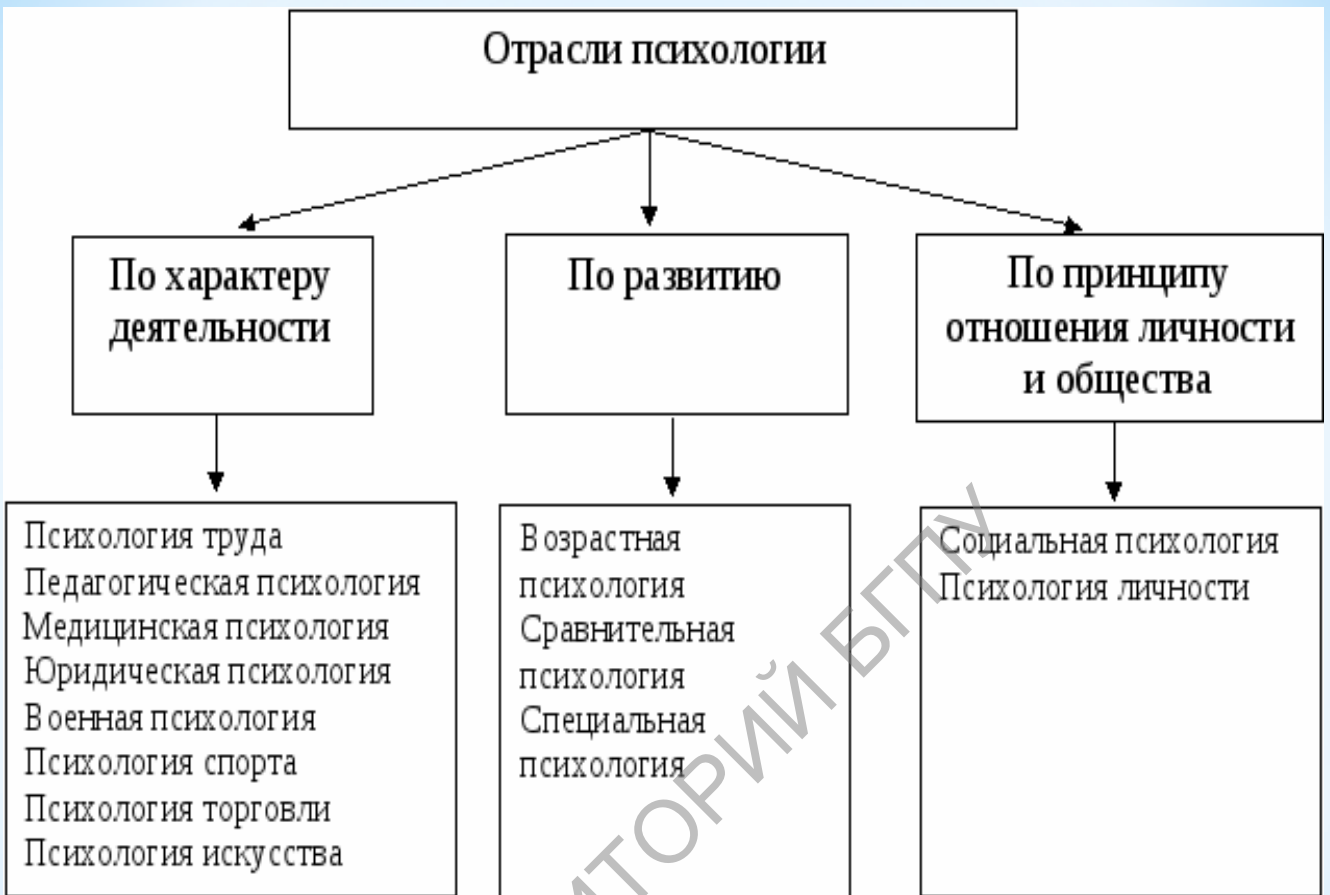 Отрасли психологии
По характеру
деятельности
По развитию
По принципу
отношения личности
и общества
Психология труда
Педагогическая психология
Медицинская психология
Юридическая психология
Военная психология
Психология спорта
Психология торговли
Психология искусства
Возрастная
психология
Сравнительная
психология
Специальная
психология
Социальная психология
Психология личности
ИТОРИЙ БГПУ